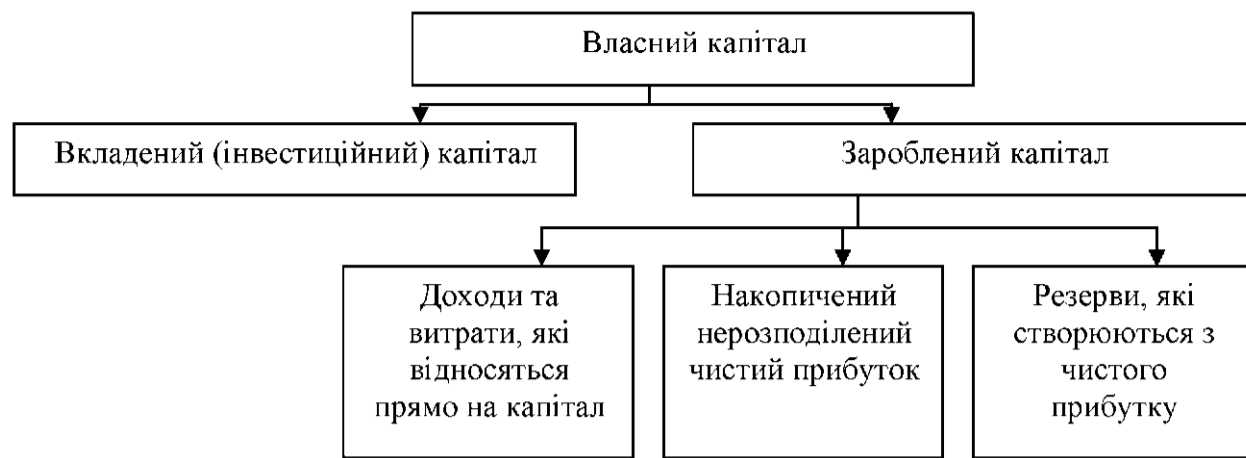 Власний капітал
Вкладений (інвестиційний) капітал
Зароблений капітал
Доходи та
витрати, які
відносяться
прямо на капітал
Накопичений
нерозподілений
чистий прибуток
Резерви, які
створюються з
чистого
прибутку